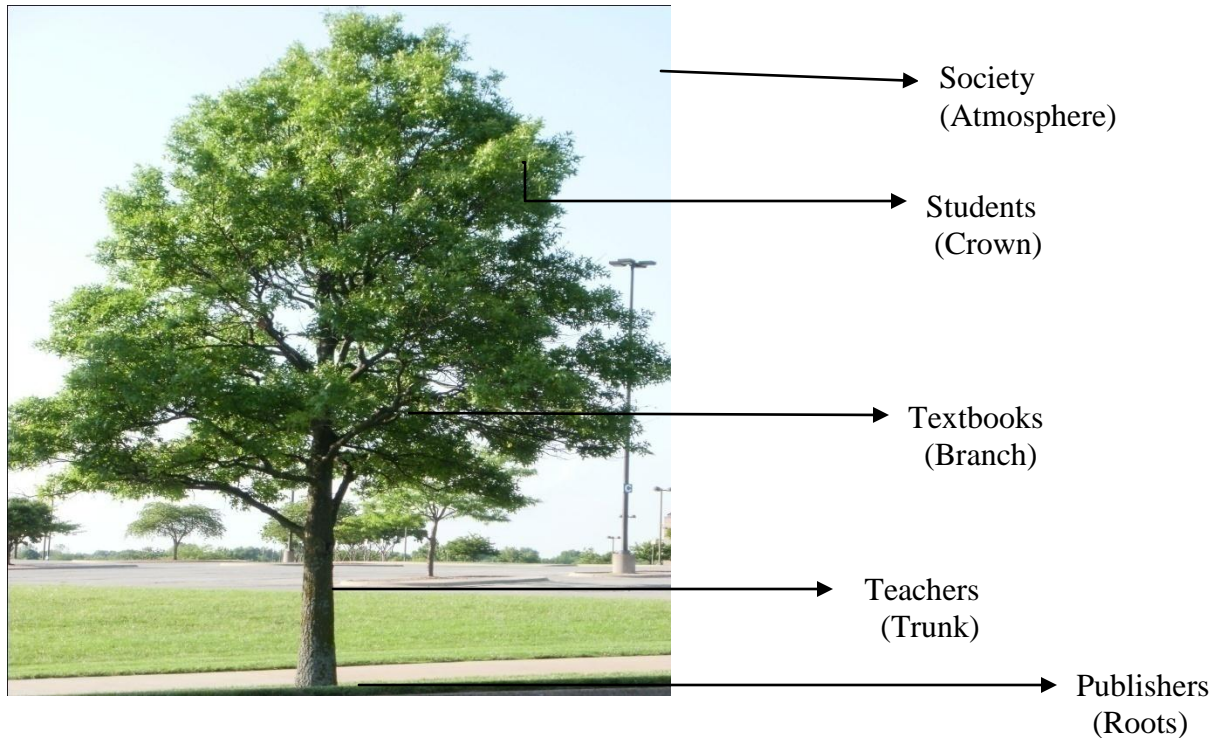 Society
(Atmosphere)
Students
(Crown)
Textbooks
(Branch)
Teachers
(Trunk)
Publishers
(Roots)